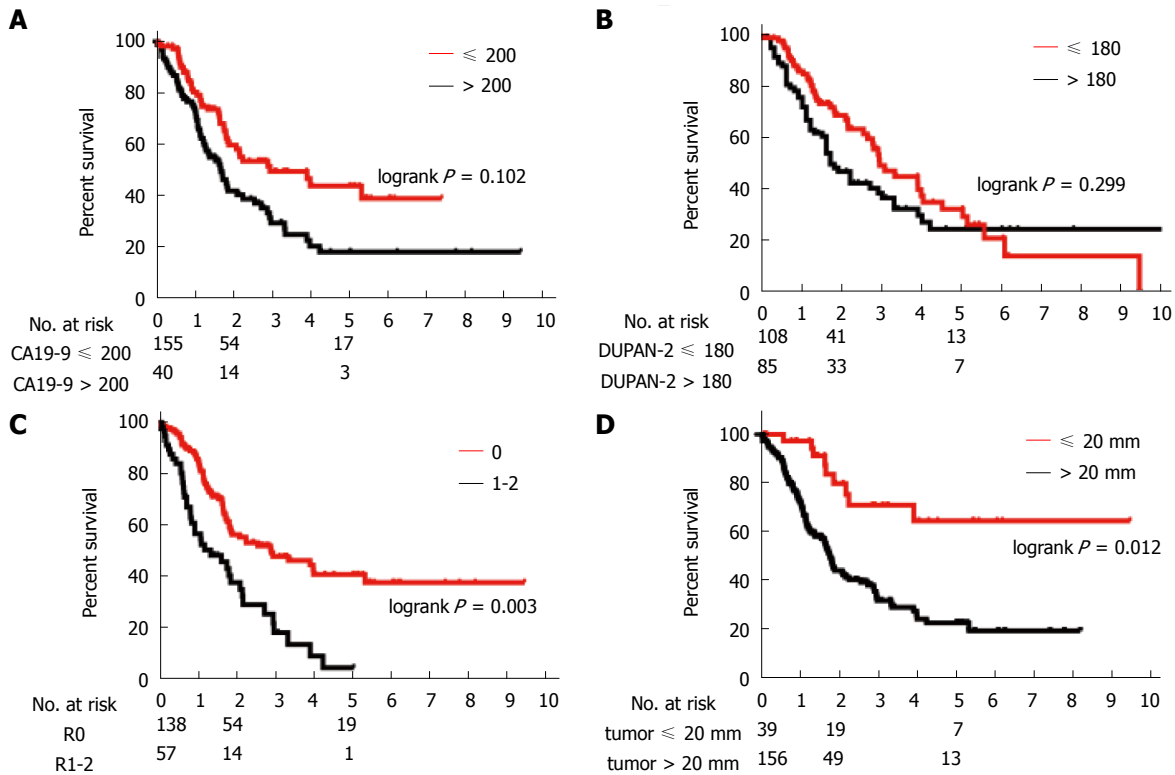 A
100
80
60
40
20
0
Percent survival
≤ 200
> 200
logrank P = 0.102
0 1 2 3 4 5 6 7 8 9 10
No. at risk
CA19-9 ≤ 200
155 54 17
CA19-9 > 200
40 14 3
B
100
80
60
40
20
0
Percent survival
≤ 180
> 180
logrank P = 0.299
0 1 2 3 4 5 6 7 8 9 10
No. at risk
DUPAN-2 ≤ 180
108 41 13
DUPAN-2 > 180
85 33 7
C
100
80
60
40
20
0
Percent survival
0
1-2
logrank P = 0.003
0 1 2 3 4 5 6 7 8 9 10
No. at risk
R0
138 54 19
R1-2
57 14 1
D
100
80
60
40
20
0
Percent survival
≤ 20 mm
> 20 mm
logrank P = 0.012
0 1 2 3 4 5 6 7 8 9 10
No. at risk
tumor ≤ 20 mm
39 19 7
tumor > 20 mm
156 49 13